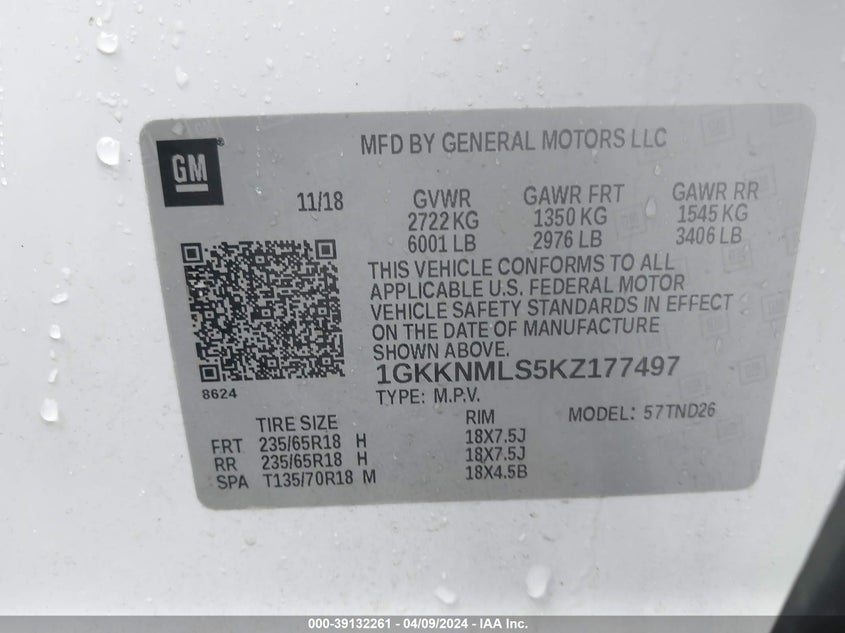 GM
MFD BY GENERAL MOTORS LLC
11/18
GVWR GAWR FRT GAWR RR
2722 KG 1350 KG 1545 KG
6001 LB 2976 LB 3406 LB
THIS VEHICLE CONFORMS TO ALL
APPLICABLE U.S. FEDERAL MOTOR
VEHICLE SAFETY STANDARDS IN EFFECT
ON THE DATE OF MANUFACTURE
SHOWN ABOVE.
1GKKNMLS5KZ177497
8624
TYPE: M.P.V. MODEL: 57TND26
TIRE SIZE RIM
FRT 235/65R18 H 18X7.5J
RR 235/65R18 H 18X7.5J
SPA T135/70R18 M 18X4.5B
000-39132261 - 04/09/2024 - IAA Inc.